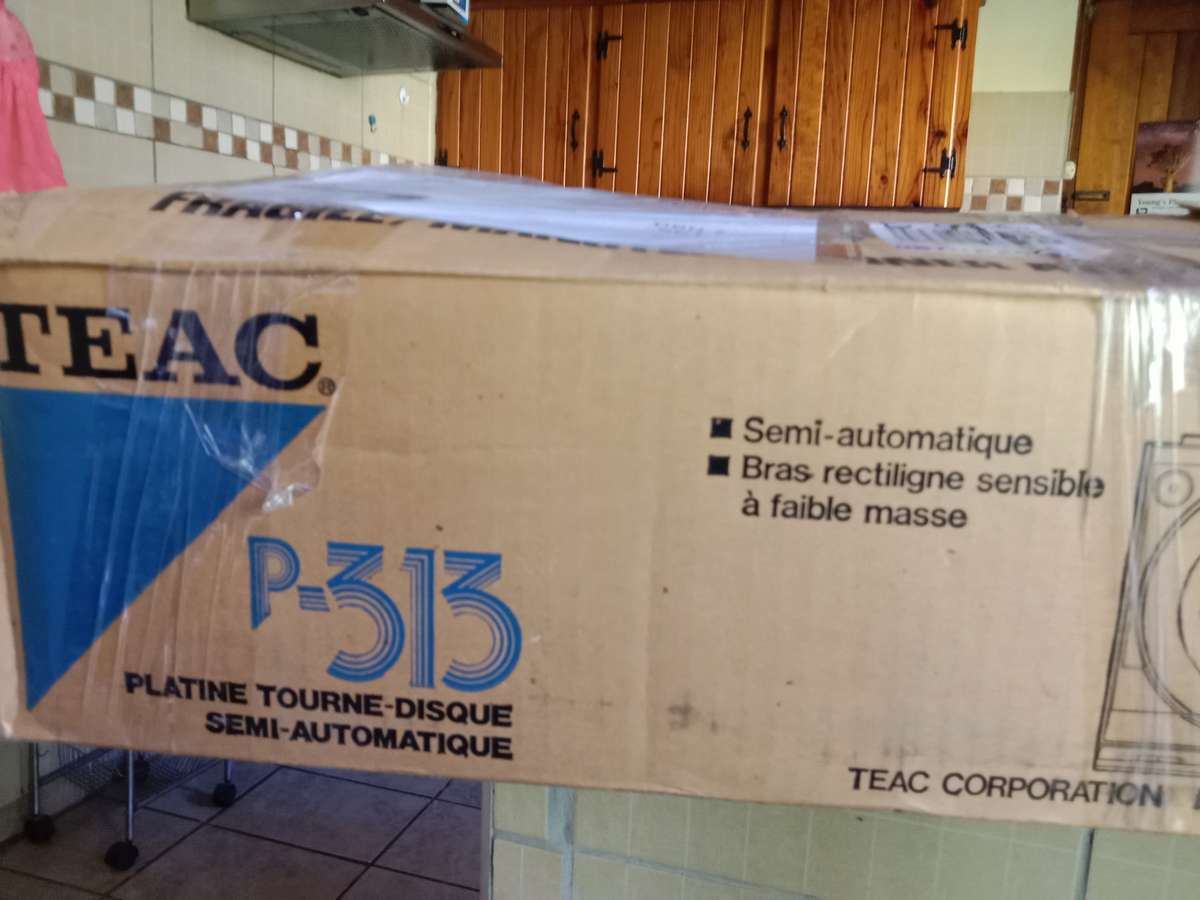 TEAC®
P-313
PLATINE TOURNE-DISQUE
SEMI-AUTOMATIQUE
■ Semi-automatique
■ Bras rectiligne sensible
à faible masse
TEAC CORPORATION